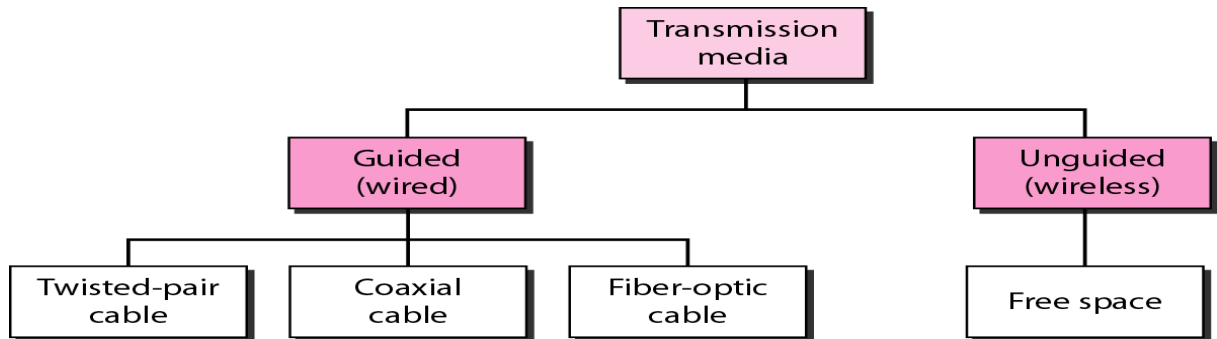 Transmission
media
Guided
(wired)
Unguided
(wireless)
Twisted-pair
cable
Coaxial
cable
Fiber-optic
cable
Free space